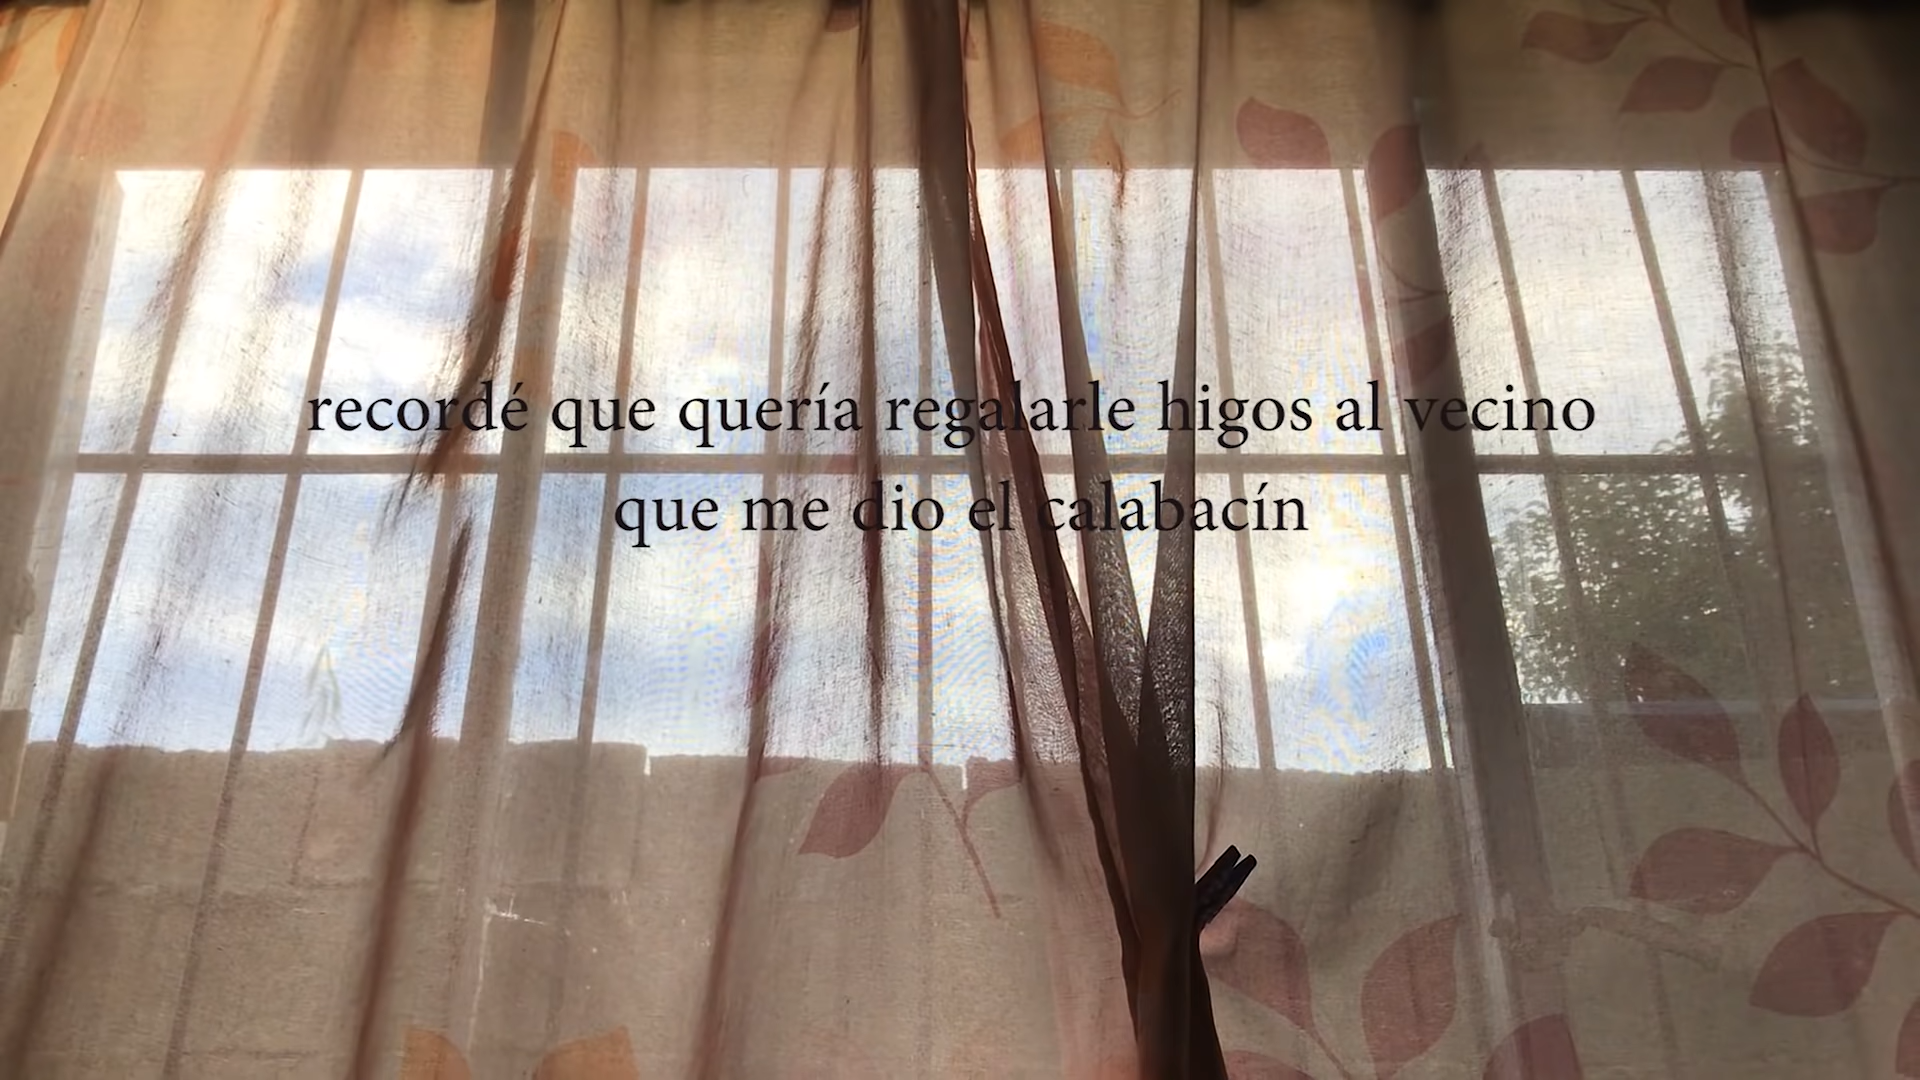 recordé que quería regalarle higos al vecino
que me dio el calabacín